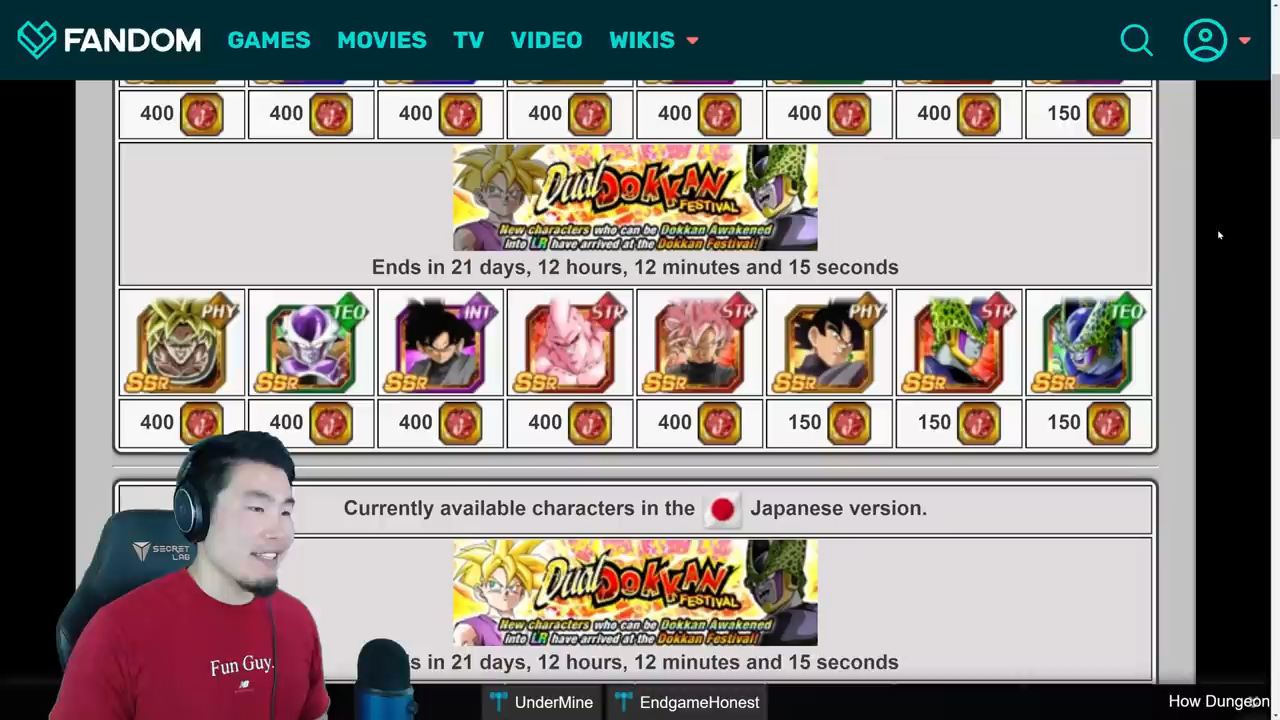 FANDOM GAMES MOVIES TV VIDEO WIKIS
400 400 400 400 400 400 400 150
Dual DOKKAN FESTIVAL
New characters who can be Dokkan Awakened
into LR have arrived at the Dokkan Festival!
Ends in 21 days, 12 hours, 12 minutes and 15 seconds
PHY TEQ INT STR STR PHY STR TEQ
SSR SSR SSR SSR SSR SSR SSR SSR
400 400 400 400 400 150 150 150
Currently available characters in the Japanese version.
Dual DOKKAN FESTIVAL
New characters who can be Dokkan Awakened
into LR have arrived at the Dokkan Festival!
s in 21 days, 12 hours, 12 minutes and 15 seconds
SECRET
LAB
Fun Guy.
UnderMine EndgameHonest How Dungeon